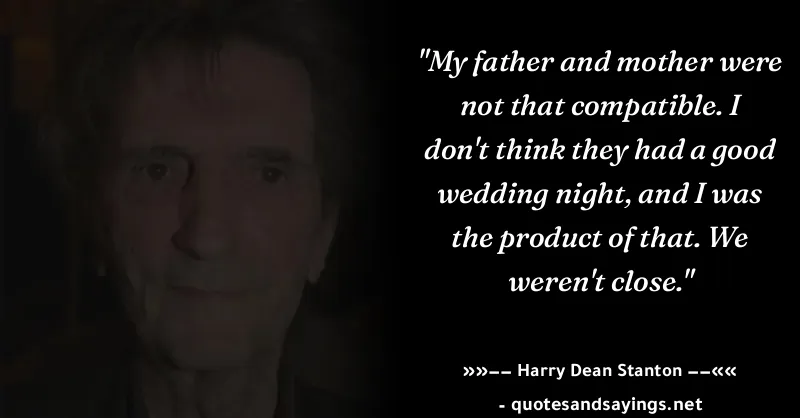 "My father and mother were
not that compatible. I
don't think they had a good
wedding night, and I was
the product of that. We
weren't close."
»»−− Harry Dean Stanton −−««
- quotesandsayings.net